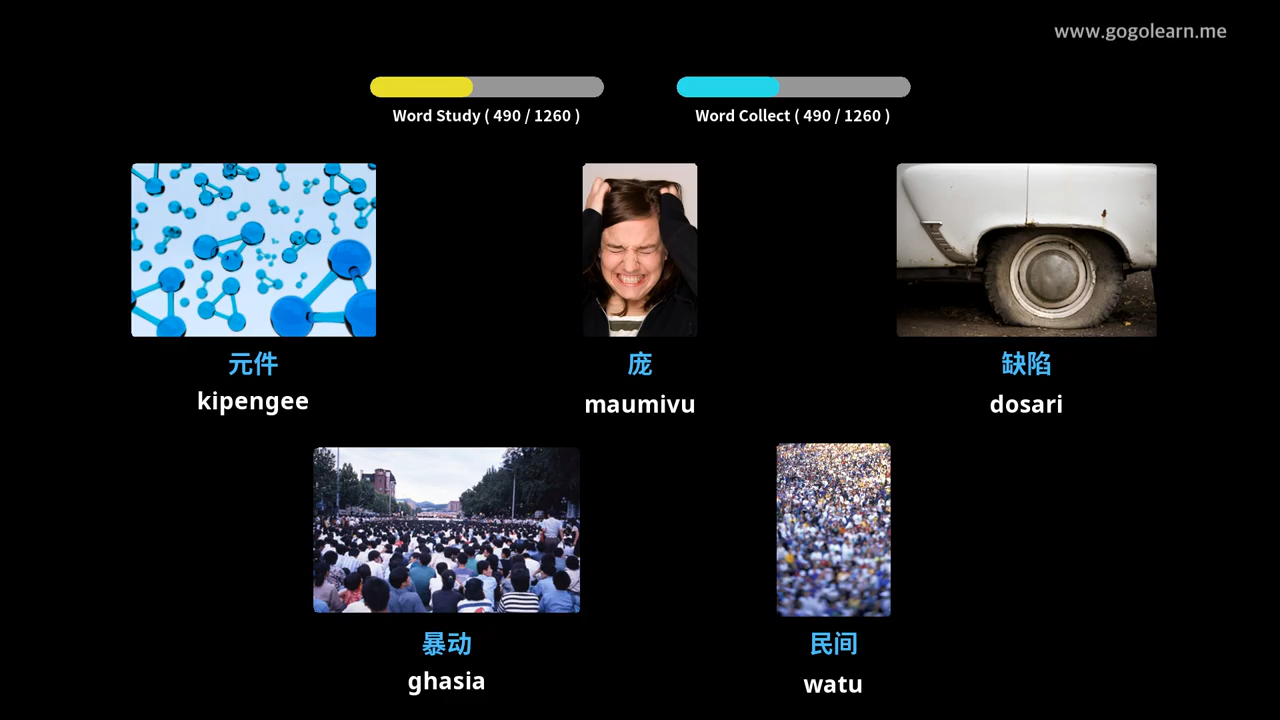 www.gogolearn.me
Word Study ( 490 / 1260 )
Word Collect ( 490 / 1260 )
元件
kipengee
庞
maumivu
缺陷
dosari
暴动
ghasia
民间
watu